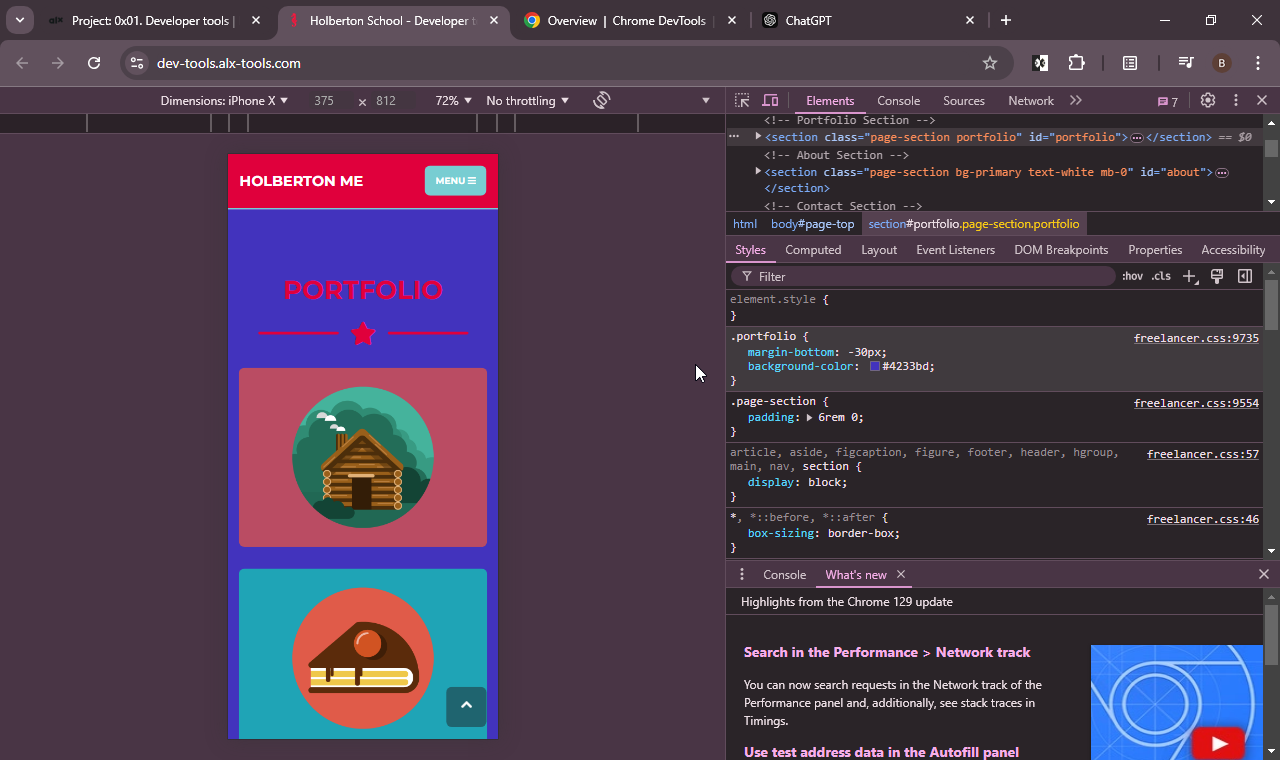 Project: 0x01. Developer tools |
Holberton School - Developer t
Overview | Chrome DevTools |
ChatGPT
dev-tools.alx-tools.com
B
Dimensions: iPhone X
375 x 812
72%
No throttling
Elements
Console
Sources
Network
7
HOLBERTON ME
MENU
PORTFOLIO
<!-- Portfolio Section -->
<section class="page-section portfolio" id="portfolio"> </section> == $0
<!-- About Section -->
<section class="page-section bg-primary text-white mb-0" id="about">
</section>
<!-- Contact Section -->
html body#page-top section#portfolio.page-section.portfolio
Styles Computed Layout Event Listeners DOM Breakpoints Properties Accessibility
Filter :hov .cls
element.style {
}
.portfolio { freelancer.css:9735
margin-bottom: -30px;
background-color: #4233bd;
}
.page-section { freelancer.css:9554
padding: 6rem 0;
}
article, aside, figcaption, figure, footer, header, hgroup, freelancer.css:57
main, nav, section {
display: block;
}
*, *::before, *::after { freelancer.css:46
box-sizing: border-box;
}
Console What's new
Highlights from the Chrome 129 update
Search in the Performance > Network track
You can now search requests in the Network track of the
Performance panel and, additionally, see stack traces in
Timings.
Use test address data in the Autofill panel